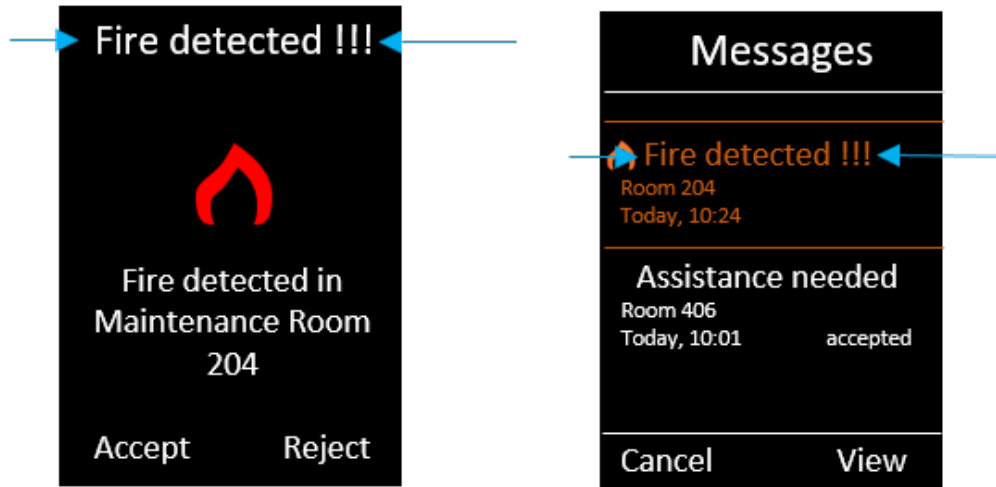 Fire detected !!!
Fire detected in
Maintenance Room
204
Accept Reject
Messages
Fire detected !!!
Room 204
Today, 10:24
Assistance needed
Room 406
Today, 10:01 accepted
Cancel View